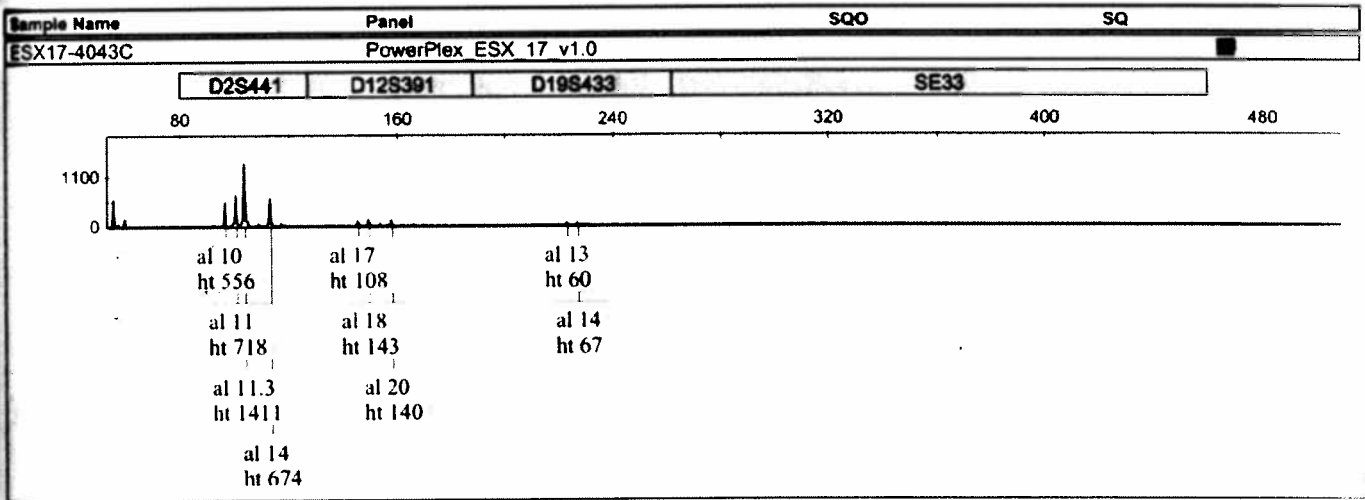 Sample Name Panel SQO SQ
ESX17-4043C PowerPlex_ESX_17_v1.0
D2S441 D12S391 D19S433 SE33
80 160 240 320 400 480
1100
0
al 10 al 17 al 13
ht 556 ht 108 ht 60
al 11 al 18 al 14
ht 718 ht 143 ht 67
al 11.3 al 20
ht 1411 ht 140
al 14
ht 674